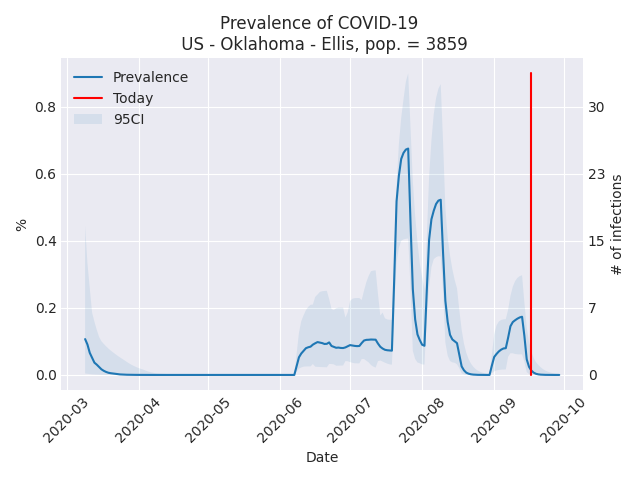 Prevalence of COVID-19
US - Oklahoma - Ellis, pop. = 3859
Prevalence
Today
95CI
%
0.8
0.6
0.4
0.2
0.0
# of infections
30
23
15
7
0
2020-03
2020-04
2020-05
2020-06
2020-07
2020-08
2020-09
2020-10
Date